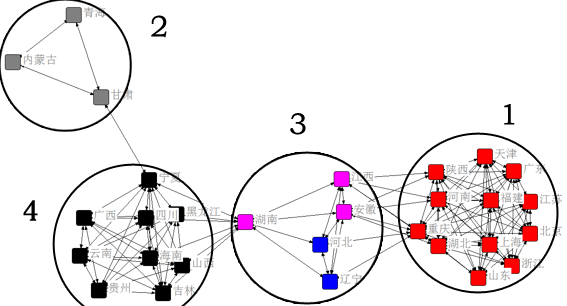 青海
2
内蒙古
甘肃
3
1
4
宁夏
广西
四川
黑龙江
云南
海南
山西
贵州
吉林
湖南
江西
安徽
河北
辽宁
天津
陕西
广东
河南
福建
江苏
重庆
湖北
上海
北京
浙江
山东